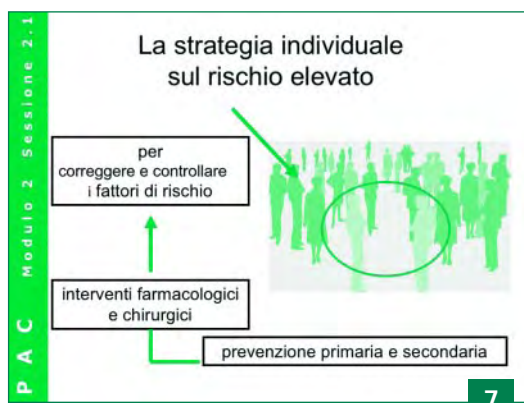 La strategia individuale
sul rischio elevato
per
correggere e controllare
i fattori di rischio
interventi farmacologici
e chirurgici
prevenzione primaria e secondaria
PAC Modulo 2 Sessione 2.1
7